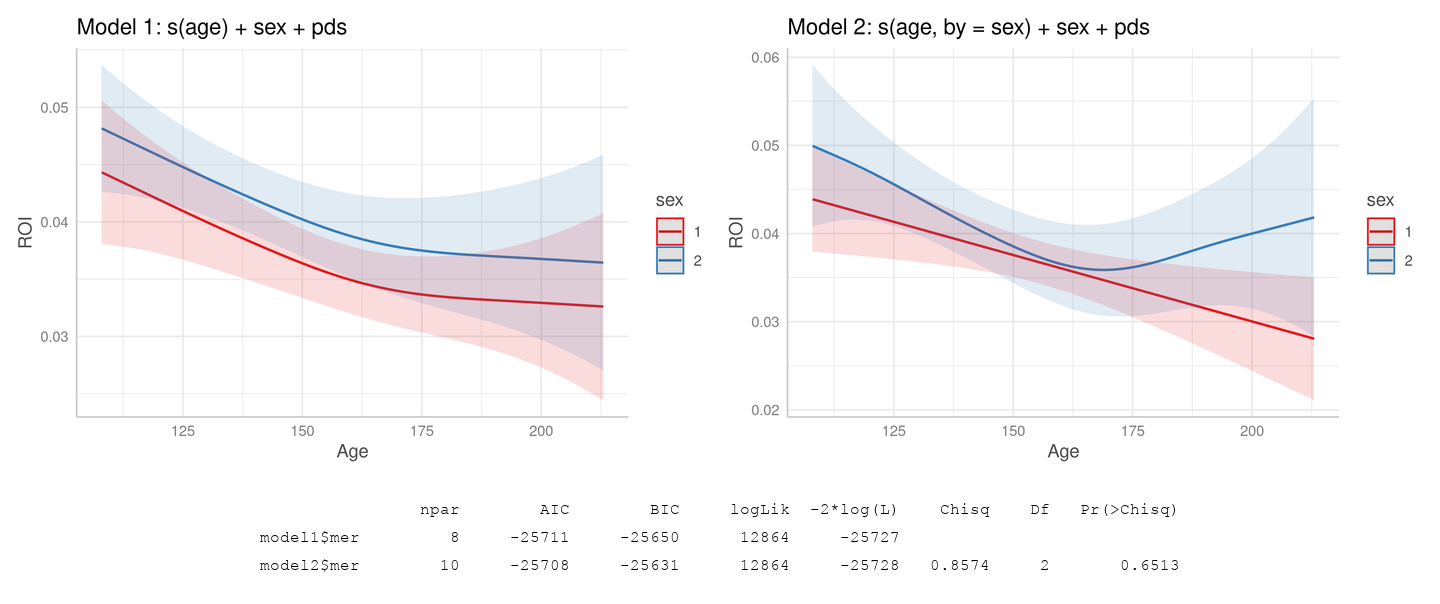 Model 1: s(age) + sex + pds
0.05
0.04
0.03
ROI
125 150 175 200
Age
sex
1
2
Model 2: s(age, by = sex) + sex + pds
0.06
0.05
0.04
0.03
0.02
ROI
125 150 175 200
Age
sex
1
2
npar AIC BIC logLik -2*log(L) Chisq Df Pr(>Chisq)
model1$mer 8 -25711 -25650 12864 -25727
model2$mer 10 -25708 -25631 12864 -25728 0.8574 2 0.6513